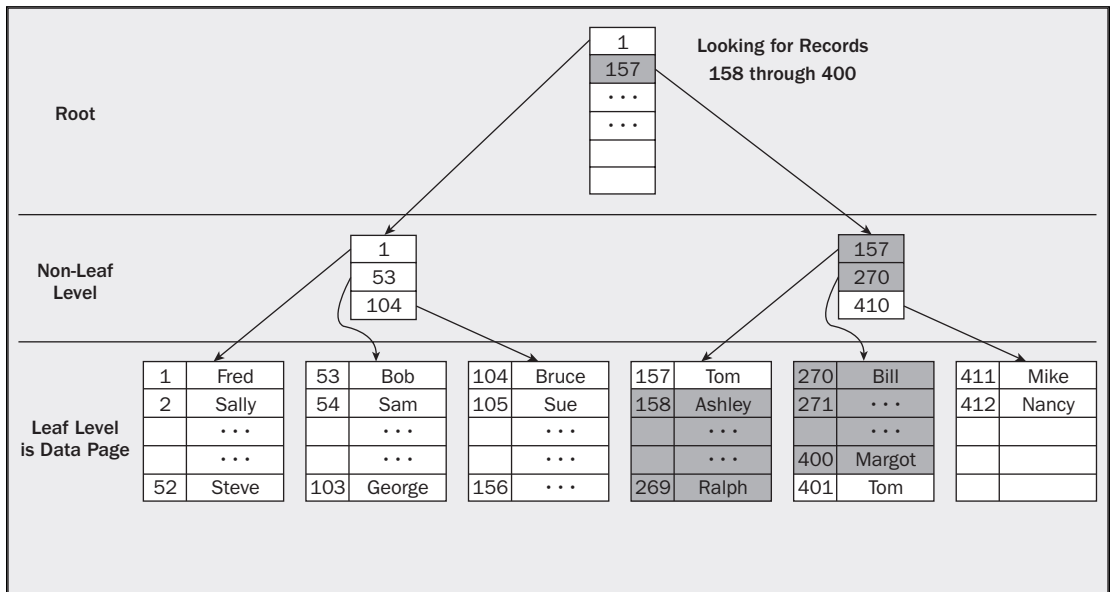 1
157
· · ·
· · ·
Looking for Records
158 through 400
Root
1
53
104
157
270
410
Non-Leaf
Level
1 Fred
2 Sally
· · ·
· · ·
52 Steve
53 Bob
54 Sam
· · ·
· · ·
103 George
104 Bruce
105 Sue
· · ·
· · ·
156 · · ·
157 Tom
158 Ashley
· · ·
· · ·
269 Ralph
270 Bill
271 · · ·
· · ·
400 Margot
401 Tom
411 Mike
412 Nancy
Leaf Level
is Data Page